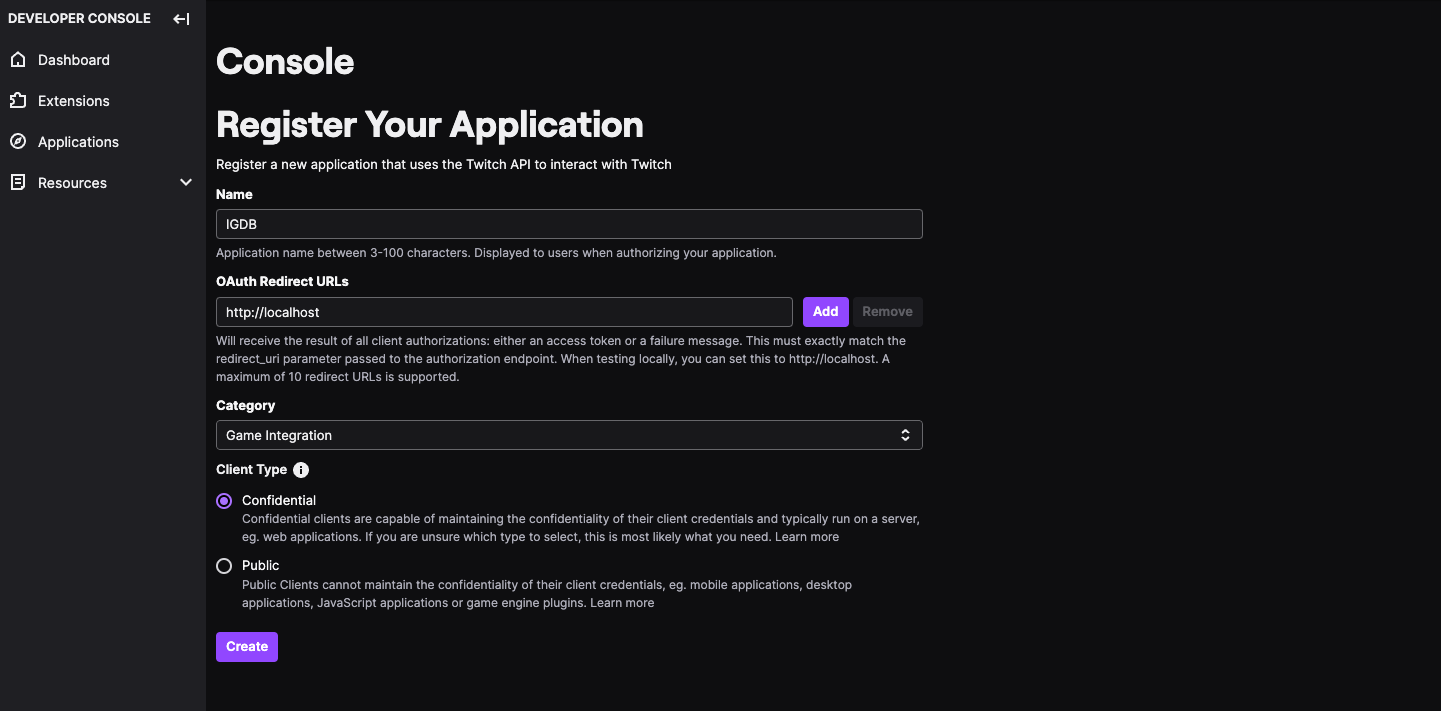 DEVELOPER CONSOLE
Dashboard
Extensions
Applications
Resources
Console
Register Your Application
Register a new application that uses the Twitch API to interact with Twitch
Name
IGDB
Application name between 3-100 characters. Displayed to users when authorizing your application.
OAuth Redirect URLs
http://localhost
Add
Remove
Will receive the result of all client authorizations: either an access token or a failure message. This must exactly match the
redirect_uri parameter passed to the authorization endpoint. When testing locally, you can set this to http://localhost. A
maximum of 10 redirect URLs is supported.
Category
Game Integration
Client Type
Confidential
Confidential clients are capable of maintaining the confidentiality of their client credentials and typically run on a server,
eg. web applications. If you are unsure which type to select, this is most likely what you need. Learn more
Public
Public Clients cannot maintain the confidentiality of their client credentials, eg. mobile applications, desktop
applications, JavaScript applications or game engine plugins. Learn more
Create